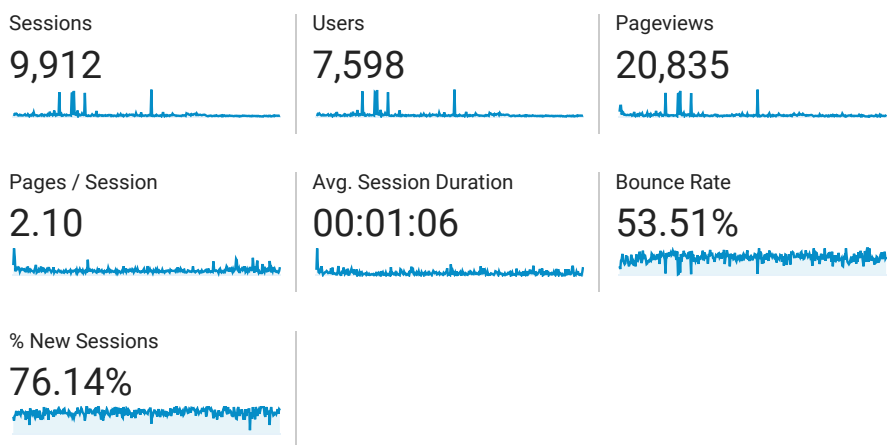 Sessions
9,912
Users
7,598
Pageviews
20,835
Pages / Session
2.10
Avg. Session Duration
00:01:06
Bounce Rate
53.51%
% New Sessions
76.14%